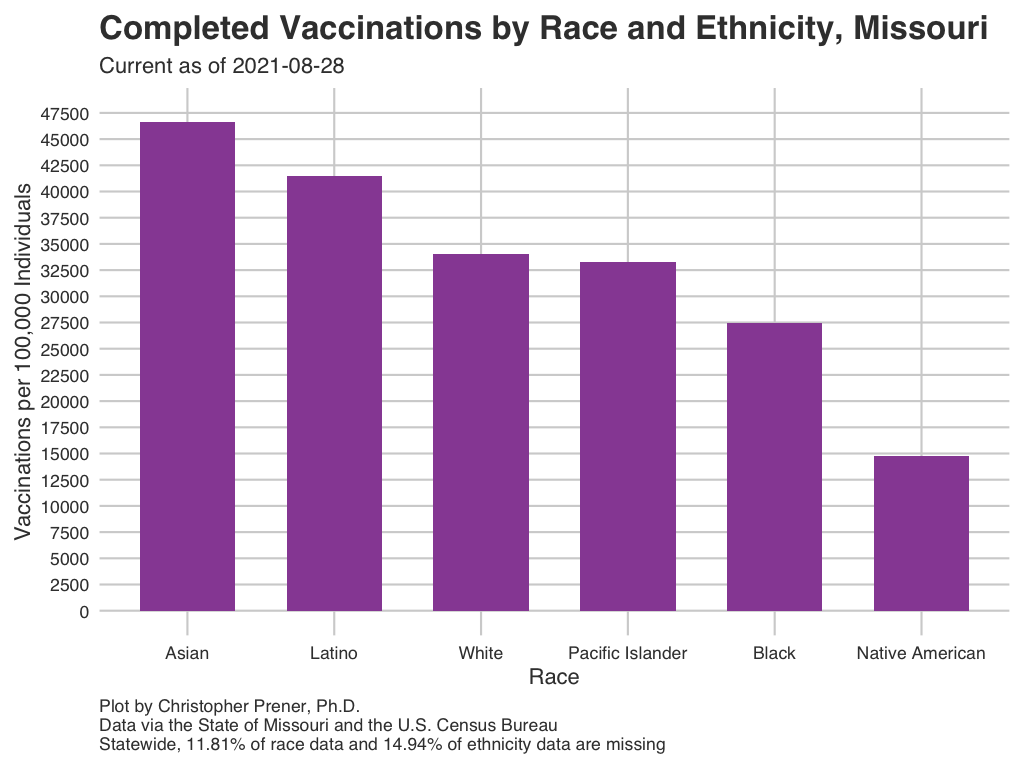 Completed Vaccinations by Race and Ethnicity, Missouri
Current as of 2021-08-28
Vaccinations per 100,000 Individuals
47500
45000
42500
40000
37500
35000
32500
30000
27500
25000
22500
20000
17500
15000
12500
10000
7500
5000
2500
0
Asian
Latino
White
Pacific Islander
Black
Native American
Race
Plot by Christopher Prener, Ph.D.
Data via the State of Missouri and the U.S. Census Bureau
Statewide, 11.81% of race data and 14.94% of ethnicity data are missing